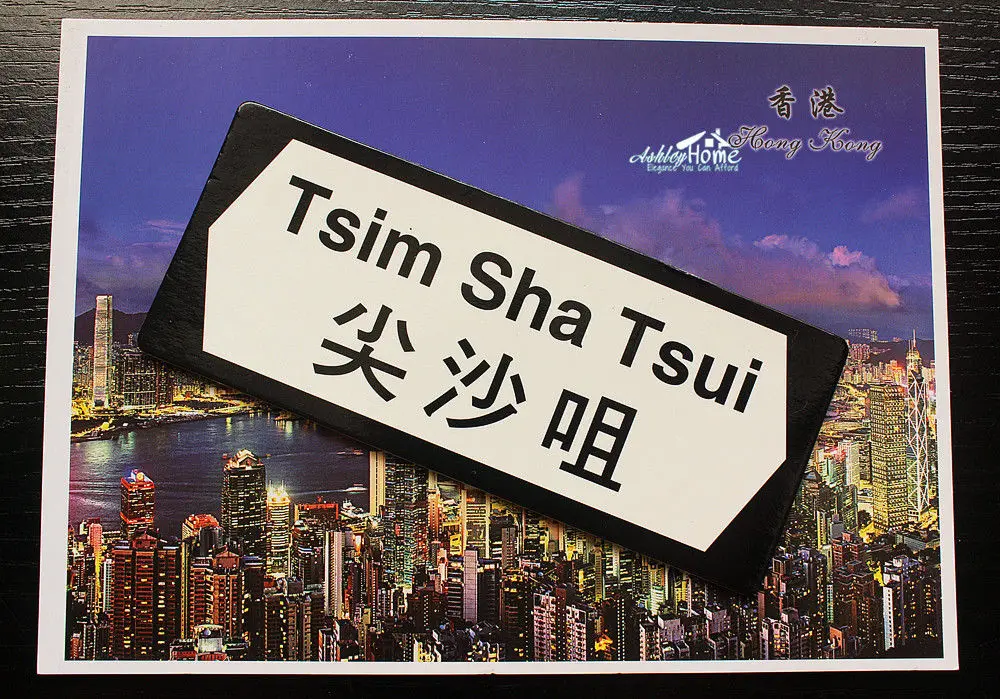 香港
Hong Kong
AshleyHome
Elegance You Can Afford
Tsim Sha Tsui
尖沙咀